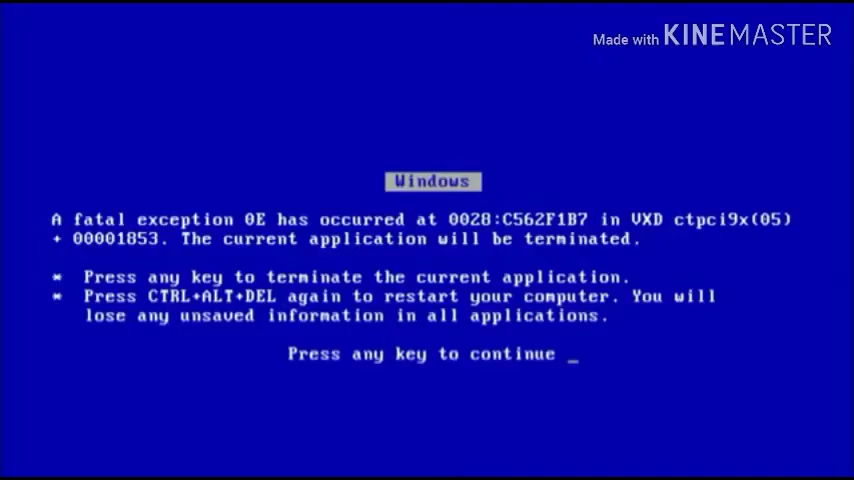 Made with KINEMASTER
Windows
A fatal exception 0E has occurred at 0028:C562F1B7 in VXD ctpci9x(05)
+ 00001853. The current application will be terminated.
* Press any key to terminate the current application.
* Press CTRL+ALT+DEL again to restart your computer. You will
lose any unsaved information in all applications.
Press any key to continue _